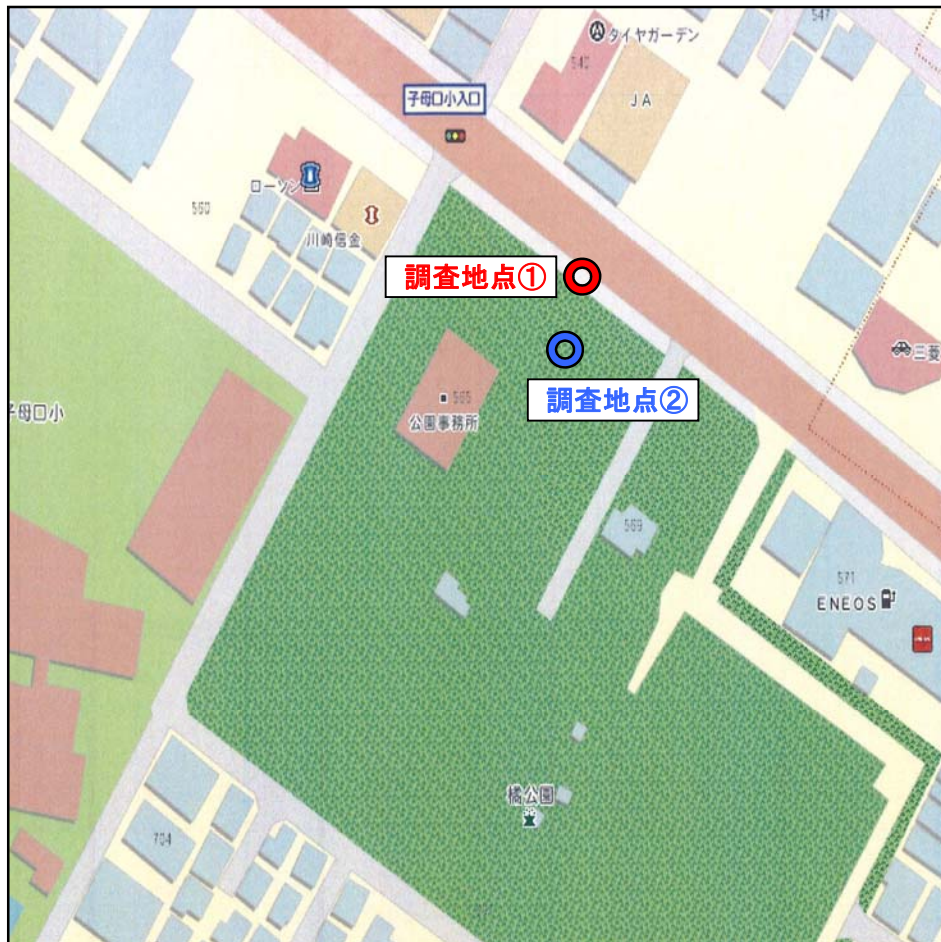 547
タイヤガーデン
540
JA
子母口小入口
ローソン
560
川崎信金
調査地点①
三菱
調査地点②
565
公園事務所
子母口小
569
571
ENEOS
橘公園
704